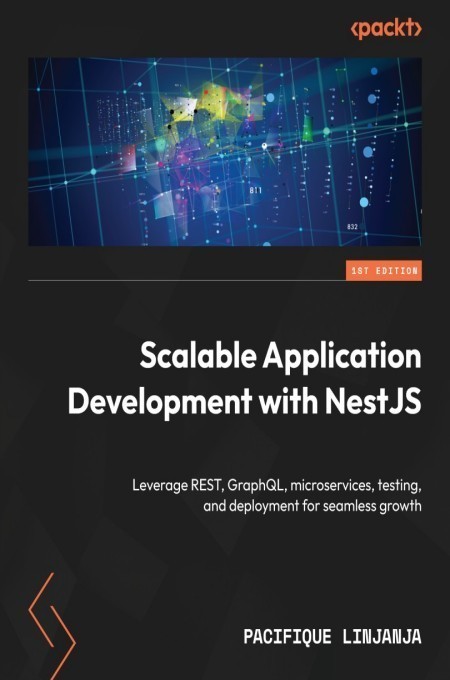 <packt>
811
832
1ST EDITION
Scalable Application
Development with NestJS
Leverage REST, GraphQL, microservices, testing,
and deployment for seamless growth
PACIFIQUE LINJANJA